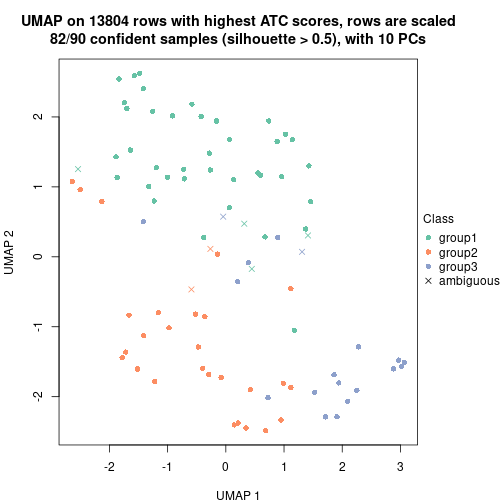 UMAP on 13804 rows with highest ATC scores, rows are scaled
82/90 confident samples (silhouette > 0.5), with 10 PCs
2
1
0
-1
-2
UMAP 2
-2
-1
0
1
2
3
UMAP 1
Class
group1
group2
group3
ambiguous